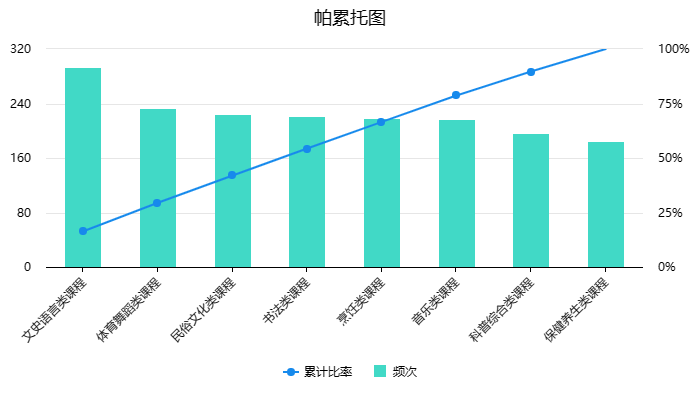 帕累托图
320
240
160
80
0
100%
75%
50%
25%
0%
文史语言类课程
体育舞蹈类课程
民俗文化类课程
书法类课程
烹饪类课程
音乐类课程
科普综合类课程
保健养生类课程
累计比率 频次